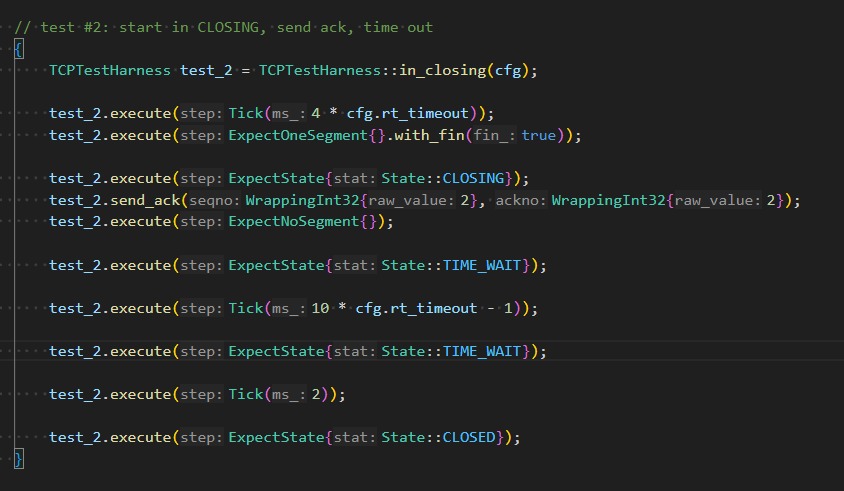 // test #2: start in CLOSING, send ack, time out
{
TCPTestHarness test_2 = TCPTestHarness::in_closing(cfg);
test_2.execute(step: Tick(ms_: 4 * cfg.rt_timeout));
test_2.execute(step: ExpectOneSegment{}.with_fin(fin_: true));
test_2.execute(step: ExpectState{stat: State::CLOSING});
test_2.send_ack(seqno: WrappingInt32{raw_value: 2}, ackno: WrappingInt32{raw_value: 2});
test_2.execute(step: ExpectNoSegment{});
test_2.execute(step: ExpectState{stat: State::TIME_WAIT});
test_2.execute(step: Tick(ms_: 10 * cfg.rt_timeout - 1));
test_2.execute(step: ExpectState{stat: State::TIME_WAIT});
test_2.execute(step: Tick(ms_: 2));
test_2.execute(step: ExpectState{stat: State::CLOSED});
}